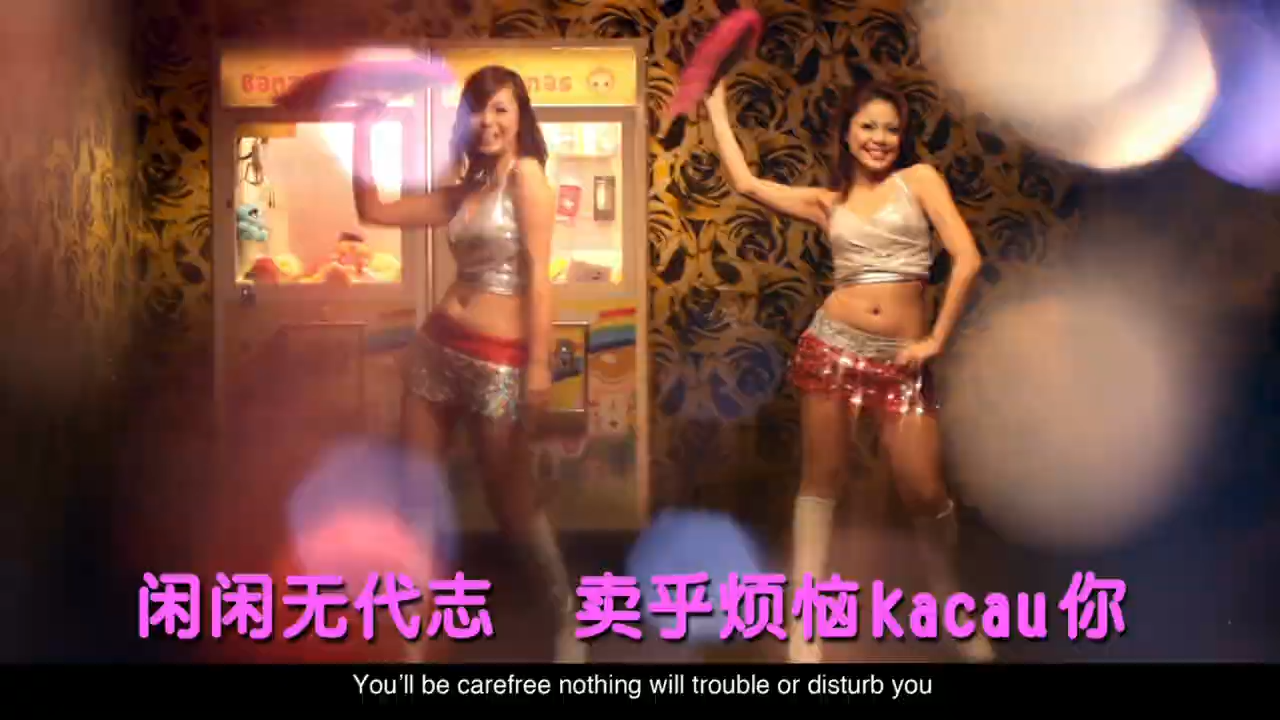 闲闲无代志 卖乎烦恼kacau你
You'll be carefree nothing will trouble or disturb you